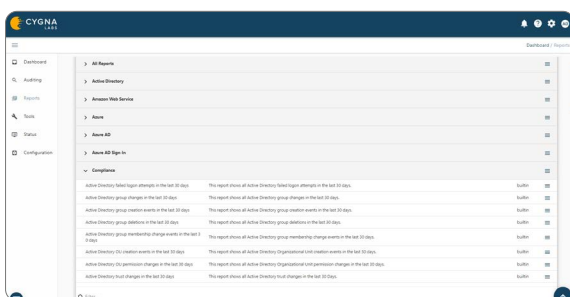 CYGNA
LABS
Dashboard / Reports
Dashboard
Auditing
Reports
Tools
Status
Configuration
All Reports
Active Directory
Amazon Web Service
Azure
Azure AD
Azure AD Sign-In
Compliance
Active Directory failed logon attempts in the last 30 days This report shows all Active Directory failed logon attempts in the last 30 days. builtin
Active Directory group changes in the last 30 days This report shows all Active Directory group changes in the last 30 days. builtin
Active Directory group creation events in the last 30 days This report shows all Active Directory group creation events in the last 30 days. builtin
Active Directory group deletions in the last 30 days This report shows all Active Directory group deletions in the last 30 days. builtin
Active Directory group membership change events in the last 3
0 days This report shows all Active Directory group membership change events in the last 30 days. builtin
Active Directory OU creation events in the last 30 days This report shows all Active Directory Organizational Unit creation events in the last 30 days. builtin
Active Directory OU permission changes in the last 30 days This report shows all Active Directory Organizational Unit permission changes in the last 30 days. builtin
Active Directory trust changes in the last 30 days This report shows all Active Directory trust changes in the last 30 Days. builtin